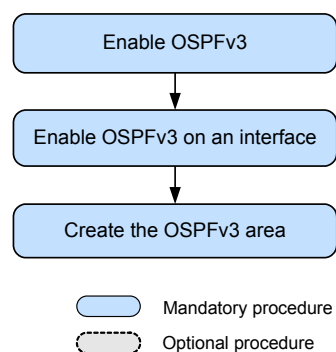 Enable OSPFv3
Enable OSPFv3 on an interface
Create the OSPFv3 area
Mandatory procedure
Optional procedure